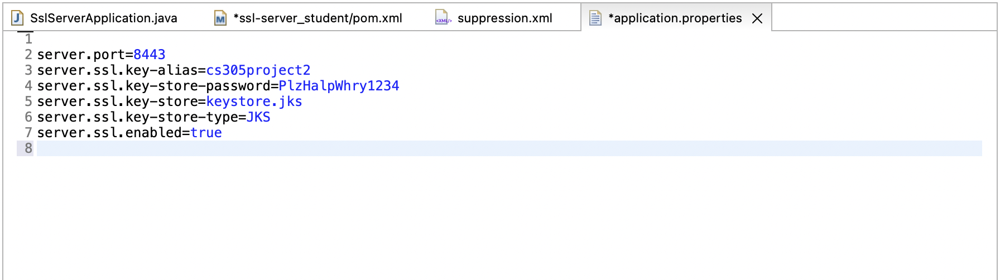 SslServerApplication.java *ssl-server_student/pom.xml <XML/> suppression.xml *application.properties
1
2 server.port=8443
3 server.ssl.key-alias=cs305project2
4 server.ssl.key-store-password=PlzHalpWhry1234
5 server.ssl.key-store=keystore.jks
6 server.ssl.key-store-type=JKS
7 server.ssl.enabled=true
8